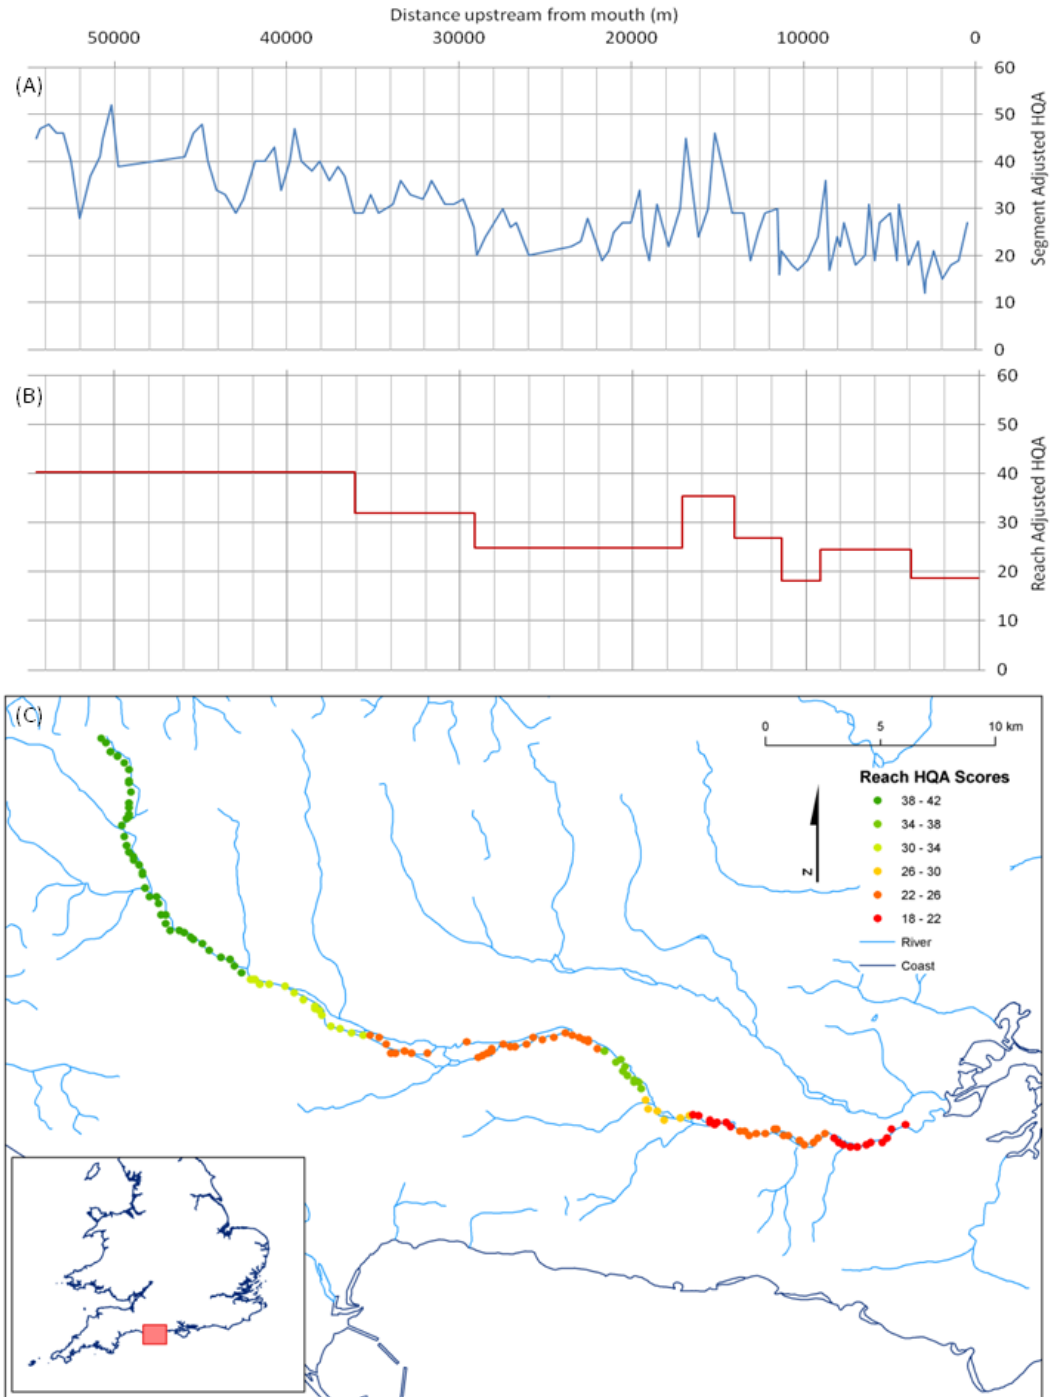 Distance upstream from mouth (m)
50000 40000 30000 20000 10000 0
(A)
60
50
40
30
20
10
0
Segment Adjusted HQA
(B)
60
50
40
30
20
10
0
Reach Adjusted HQA
(C)
0 5 10 km
Reach HQA Scores
38 - 42
34 - 38
30 - 34
26 - 30
22 - 26
18 - 22
River
Coast
N